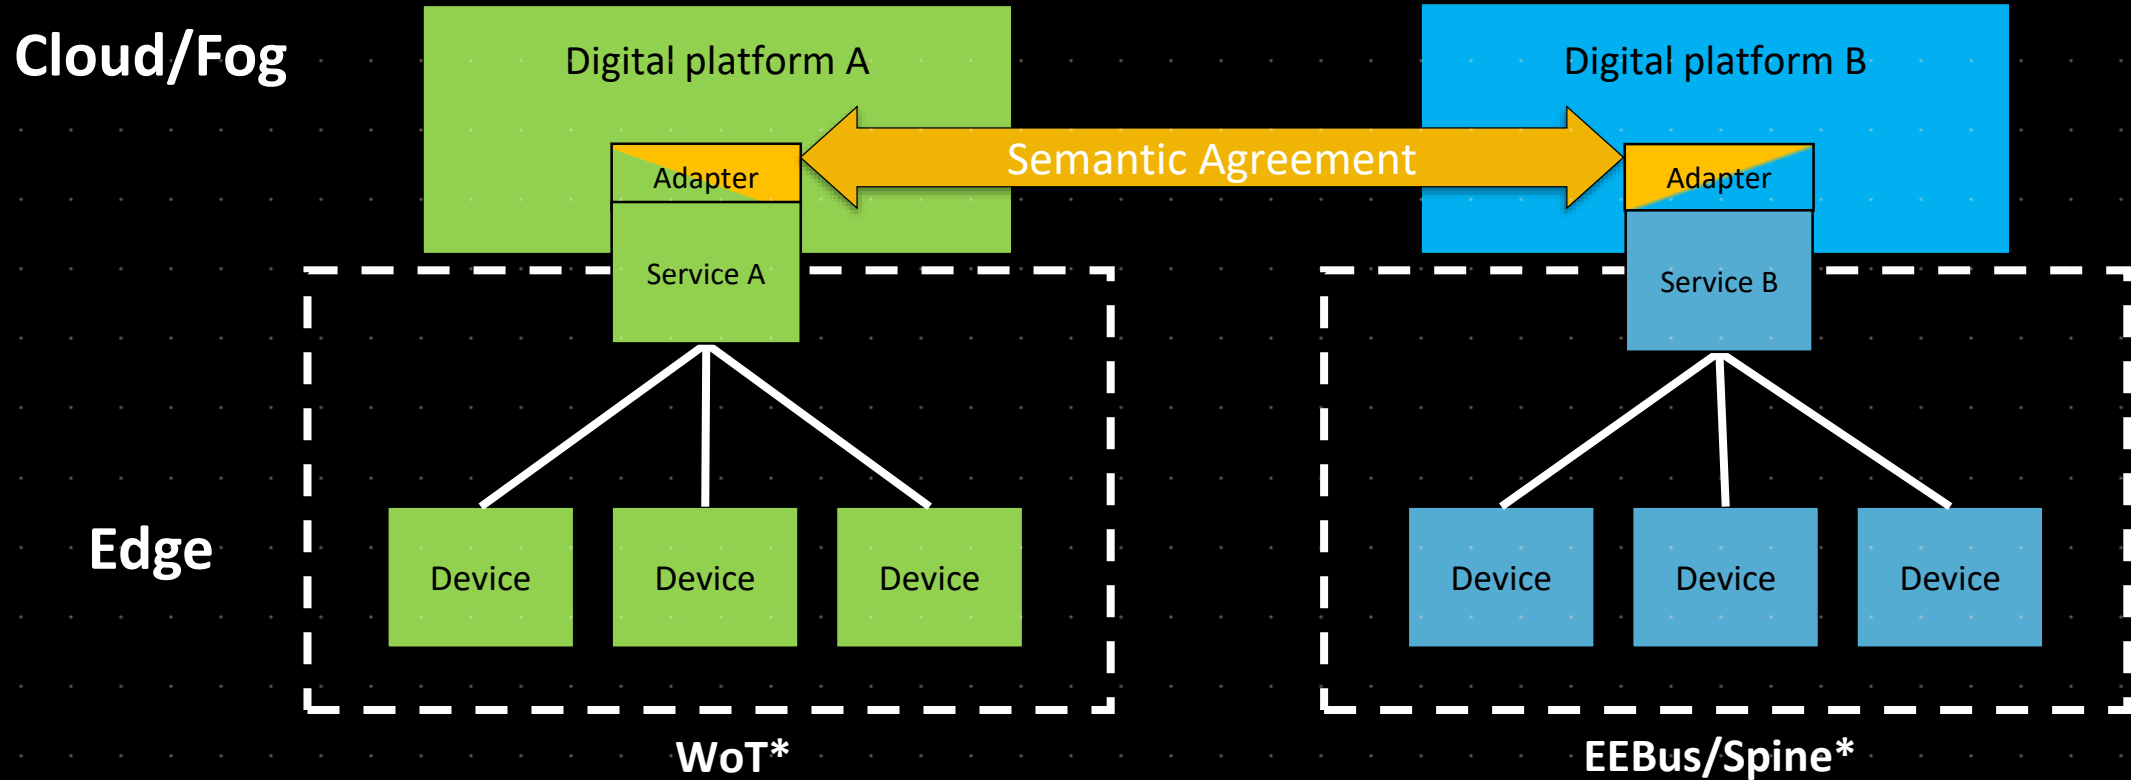 Cloud/Fog
Digital platform A
Digital platform B
Semantic Agreement
Adapter
Adapter
Service A
Service B
Edge
Device
Device
Device
Device
Device
Device
WoT*
EEBus/Spine*